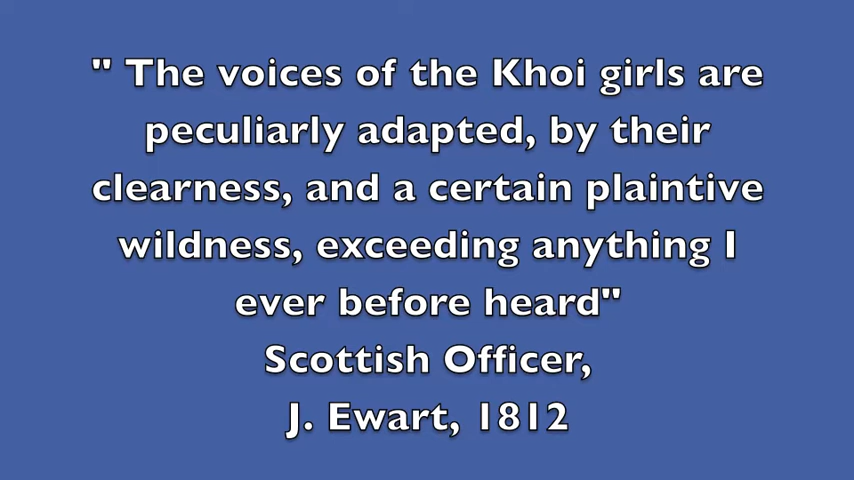 " The voices of the Khoi girls are
peculiarly adapted, by their
clearness, and a certain plaintive
wildness, exceeding anything I
ever before heard"
Scottish Officer,
J. Ewart, 1812